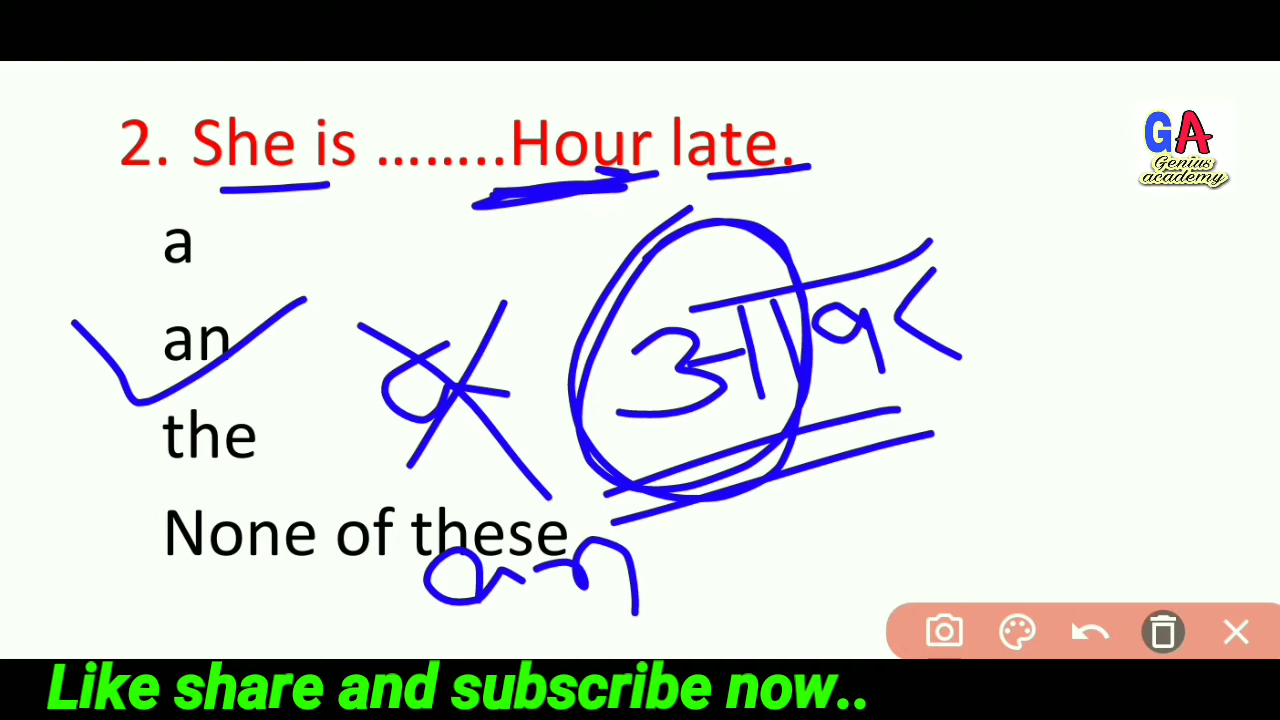 2. She is ........Hour late.
GA
Genius
academy
a
an
a
the
None of these
an
Like share and subscribe now..